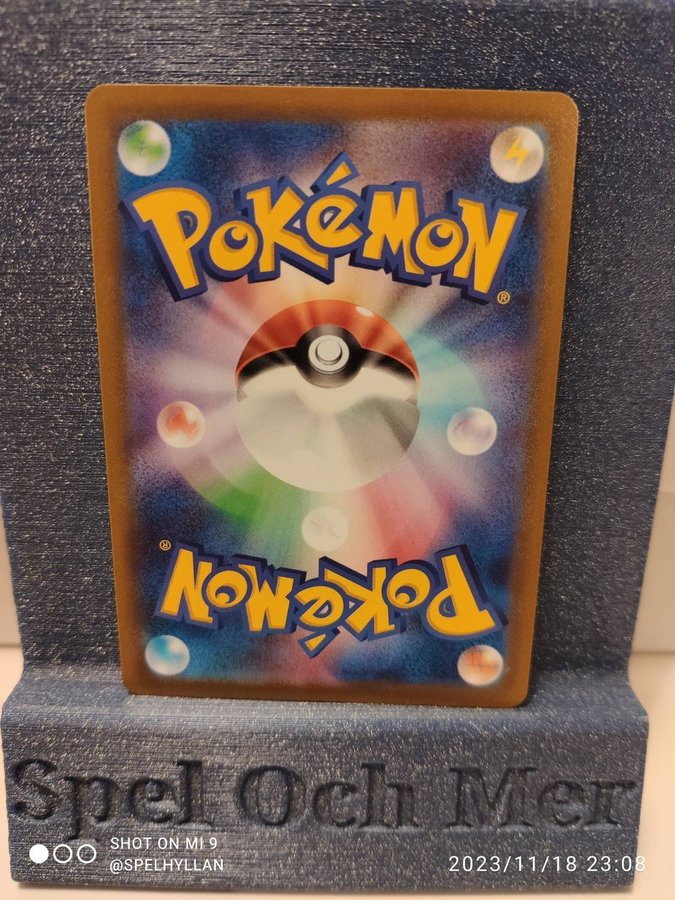 POKéMON
®
®
POKéMON
Spel Och Mer
SHOT ON MI 9
@SPELHYLLAN
2023/11/18 23:08